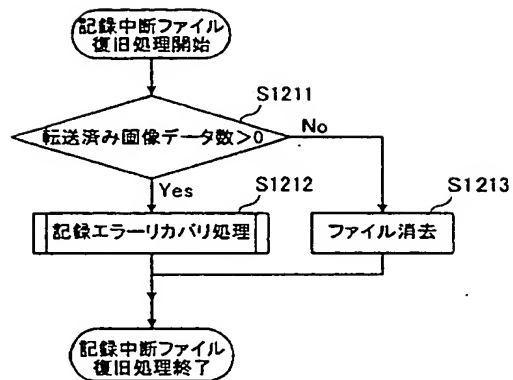 記録中断ファイル
復旧処理開始
S1211
転送済み画像データ数>0
No
Yes
S1212
S1213
記録エラーリカバリ処理
ファイル消去
記録中断ファイル
復旧処理終了